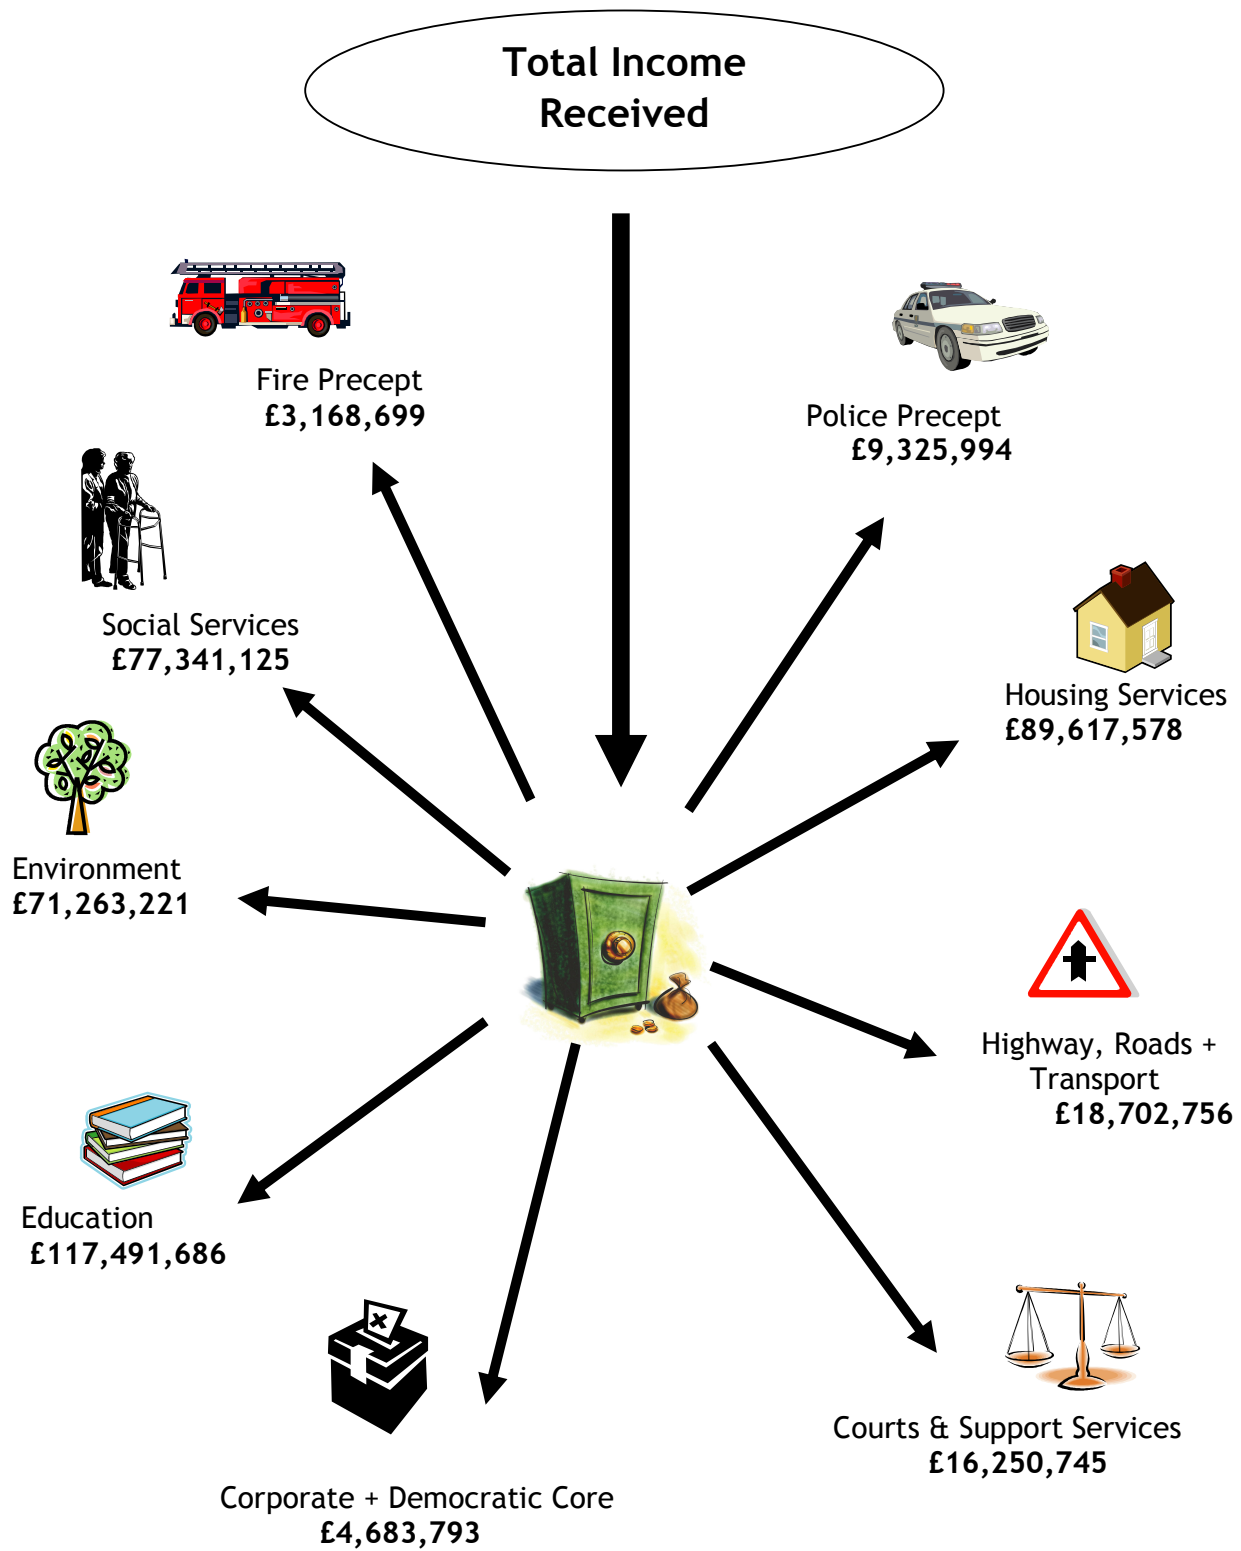 Total Income
Received
Fire Precept
£3,168,699
Police Precept
£9,325,994
Social Services
£77,341,125
Housing Services
£89,617,578
Environment
£71,263,221
Highway, Roads +
Transport
£18,702,756
Education
£117,491,686
Courts & Support Services
£16,250,745
Corporate + Democratic Core
£4,683,793